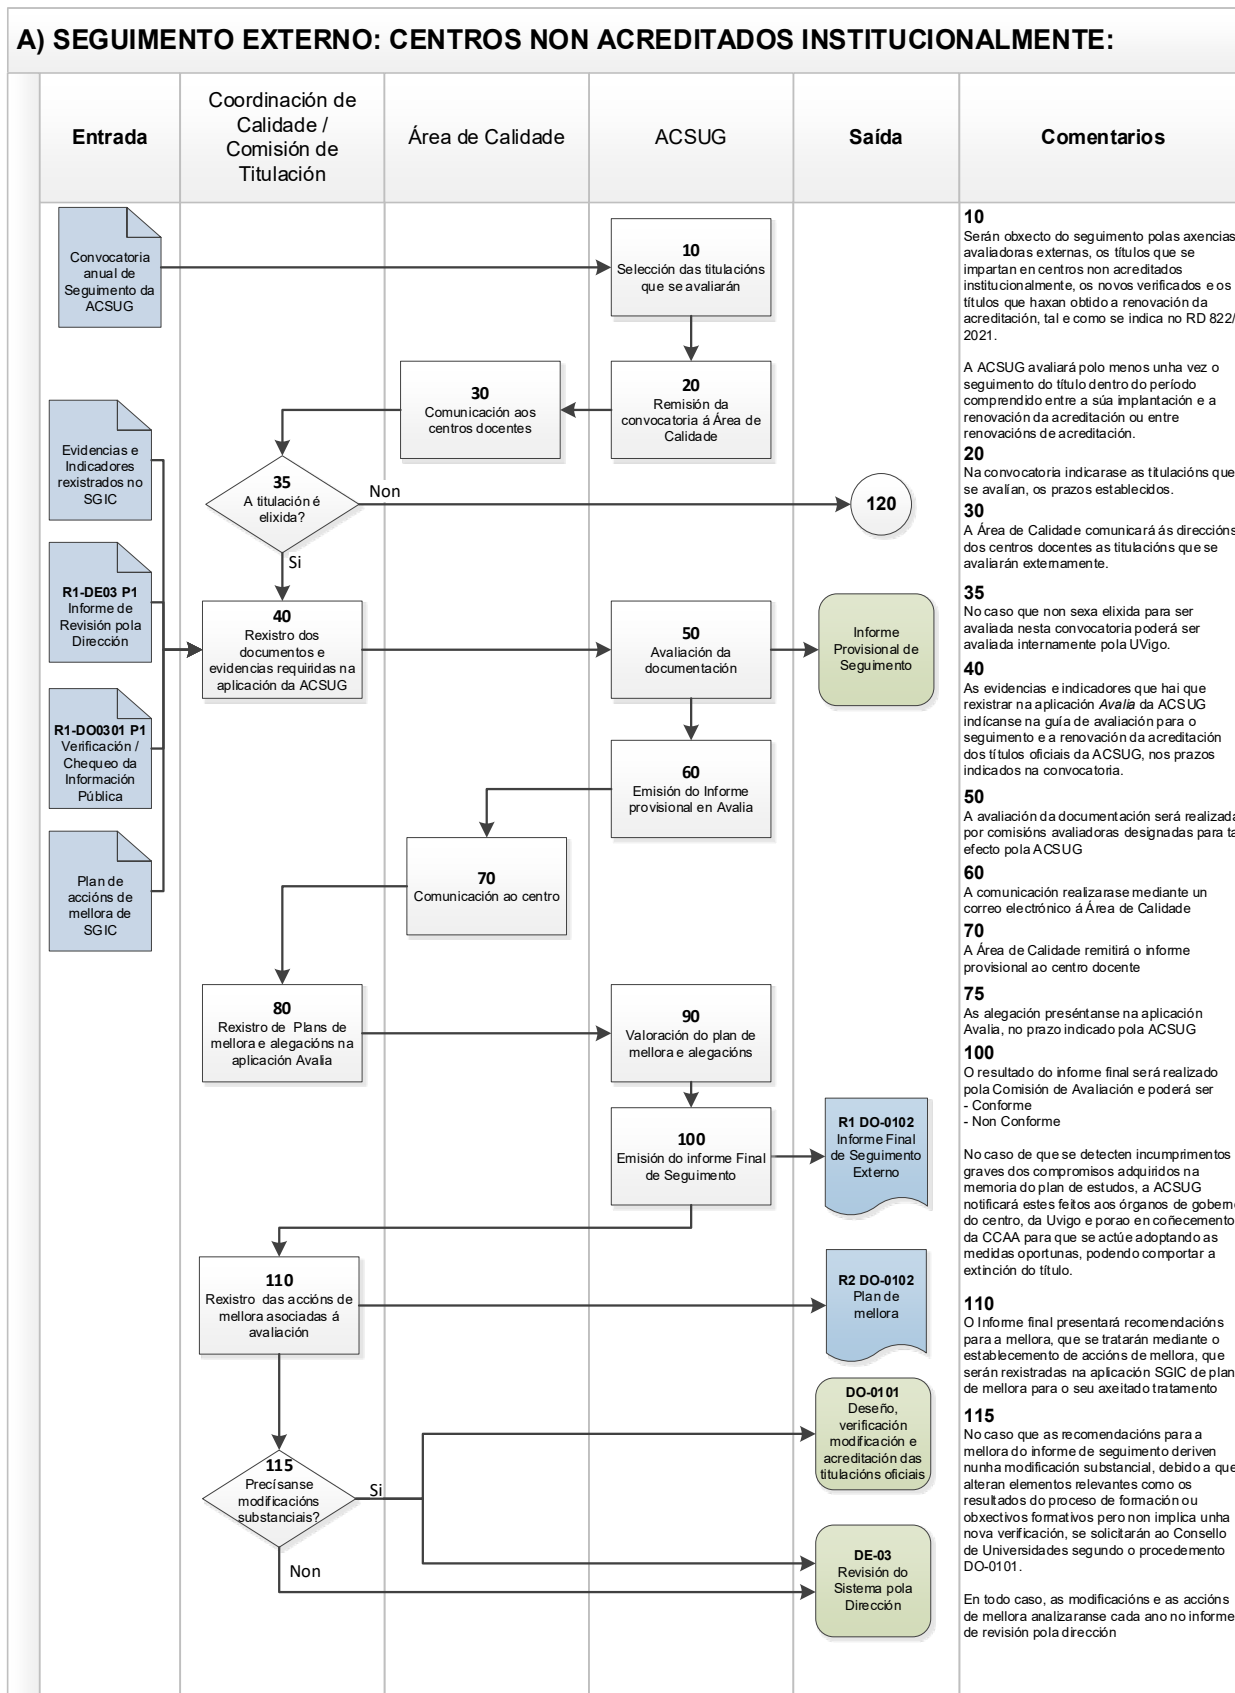 A) SEGUIMENTO EXTERNO: CENTROS NON ACREDITADOS INSTITUCIONALMENTE:
Entrada
Coordinación de
Calidade /
Comisión de
Titulación
Área de Calidade
ACSUG
Saída
Comentarios
Convocatoria
anual de
Seguimento da
ACSUG
10
Selección das titulacións
que se avaliarán
20
Remisión da
convocatoria á Área de
Calidade
30
Comunicación aos
centros docentes
35
A titulación é
elixida?
Non
Si
120
Evidencias e
Indicadores
rexistrados no
SGIC
R1-DE03 P1
Informe de
Revisión pola
Dirección
R1-DO0301 P1
Verificación /
Chequeo da
Información
Pública
Plan de
accións de
mellora de
SGIC
40
Rexistro dos
documentos e
evidencias requiridas na
aplicación da ACSUG
50
Avaliación da
documentación
Informe
Provisional de
Seguimento
60
Emisión do Informe
provisional en Avalia
70
Comunicación ao centro
80
Rexistro de Plans de
mellora e alegacións na
aplicación Avalia
90
Valoración do plan de
mellora e alegacións
100
Emisión do informe Final
de Seguimento
R1 DO-0102
Informe Final
de Seguimento
Externo
110
Rexistro das accións de
mellora asociadas á
avaliación
R2 DO-0102
Plan de
mellora
115
Precísanse
modificacións
substanciais?
Si
Non
DO-0101
Deseño,
verificación
modificación e
acreditación das
titulacións oficiais
DE-03
Revisión do
Sistema pola
Dirección
10
Serán obxecto do seguimento polas axencias
avaliadoras externas, os títulos que se
impartan en centros non acreditados
institucionalmente, os novos verificados e os
títulos que haxan obtido a renovación da
acreditación, tal e como se indica no RD 822/
2021.
A ACSUG avaliará polo menos unha vez o
seguimento do título dentro do período
comprendido entre a súa implantación e a
renovación da acreditación ou entre
renovacións de acreditación.
20
Na convocatoria indicarase as titulacións que
se avalían, os prazos establecidos.
30
A Área de Calidade comunicará ás direccións
dos centros docentes as titulacións que se
avaliarán externamente.
35
No caso que non sexa elixida para ser
avaliada nesta convocatoria poderá ser
avaliada internamente pola UVigo.
40
As evidencias e indicadores que hai que
rexistrar na aplicación Avalia da ACSUG
indícanse na guía de avaliación para o
seguimento e a renovación da acreditación
dos títulos oficiais da ACSUG, nos prazos
indicados na convocatoria.
50
A avaliación da documentación será realizada
por comisións avaliadoras designadas para ta
efecto pola ACSUG
60
A comunicación realizarase mediante un
correo electrónico á Área de Calidade
70
A Área de Calidade remitirá o informe
provisional ao centro docente
75
As alegación preséntanse na aplicación
Avalia, no prazo indicado pola ACSUG
100
O resultado do informe final será realizado
pola Comisión de Avaliación e poderá ser
- Conforme
- Non Conforme
No caso de que se detecten incumprimentos
graves dos compromisos adquiridos na
memoria do plan de estudos, a ACSUG
notificará estes feitos aos órganos de goberno
do centro, da Uvigo e porao en coñecemento
da CCAA para que se actúe adoptando as
medidas oportunas, podendo comportar a
extinción do título.
110
O Informe final presentará recomendacións
para a mellora, que se tratarán mediante o
establecemento de accións de mellora, que
serán rexistradas na aplicación SGIC de plan
de mellora para o seu axeitado tratamento
115
No caso que as recomendacións para a
mellora do informe de seguimento deriven
nunha modificación substancial, debido a que
alteran elementos relevantes como os
resultados do proceso de formación ou
obxectivos formativos pero non implica unha
nova verificación, se solicitarán ao Consello
de Universidades segundo o procedemento
DO-0101.
En todo caso, as modificacións e as accións
de mellora analizaranse cada ano no informe
de revisión pola dirección